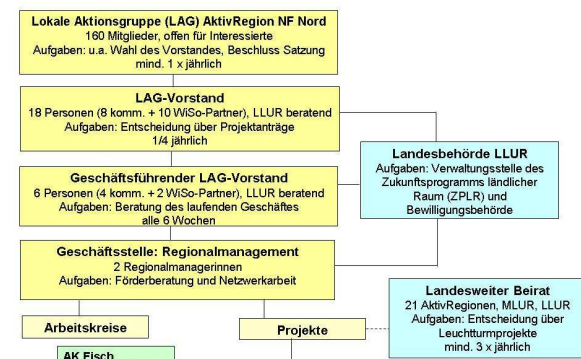 Lokale Aktionsgruppe (LAG) AktivRegion NF Nord
160 Mitglieder, offen für Interessierte
Aufgaben: u.a. Wahl des Vorstandes, Beschluss Satzung
mind. 1 x jährlich
LAG-Vorstand
18 Personen (8 komm. + 10 WiSo-Partner), LLUR beratend
Aufgaben: Entscheidung über Projektanträge
1/4 jährlich
Geschäftsführender LAG-Vorstand
6 Personen (4 komm. + 2 WiSo-Partner), LLUR beratend
Aufgaben: Beratung des laufenden Geschäftes
alle 6 Wochen
Landesbehörde LLUR
Aufgaben: Verwaltungsstelle des
Zukunftsprogramms ländlicher
Raum (ZPLR) und
Bewilligungsbehörde
Geschäftsstelle: Regionalmanagement
2 Regionalmanagerinnen
Aufgaben: Förderberatung und Netzwerkarbeit
Landesweiter Beirat
21 AktivRegionen, MLUR, LLUR
Aufgaben: Entscheidung über
Leuchtturmprojekte
mind. 3 x jährlich
Arbeitskreise
Projekte
AK Fisch